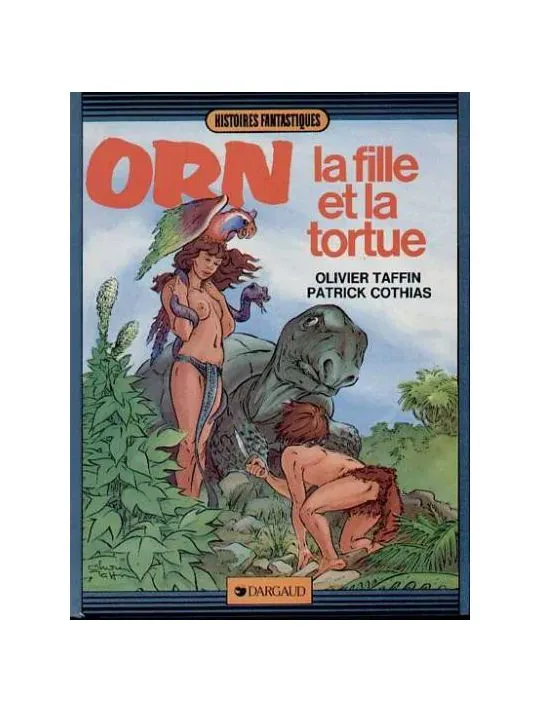 HISTOIRES FANTASTIQUES
ORN
la fille
et la
tortue
OLIVIER TAFFIN
PATRICK COTHIAS
DARGAUD